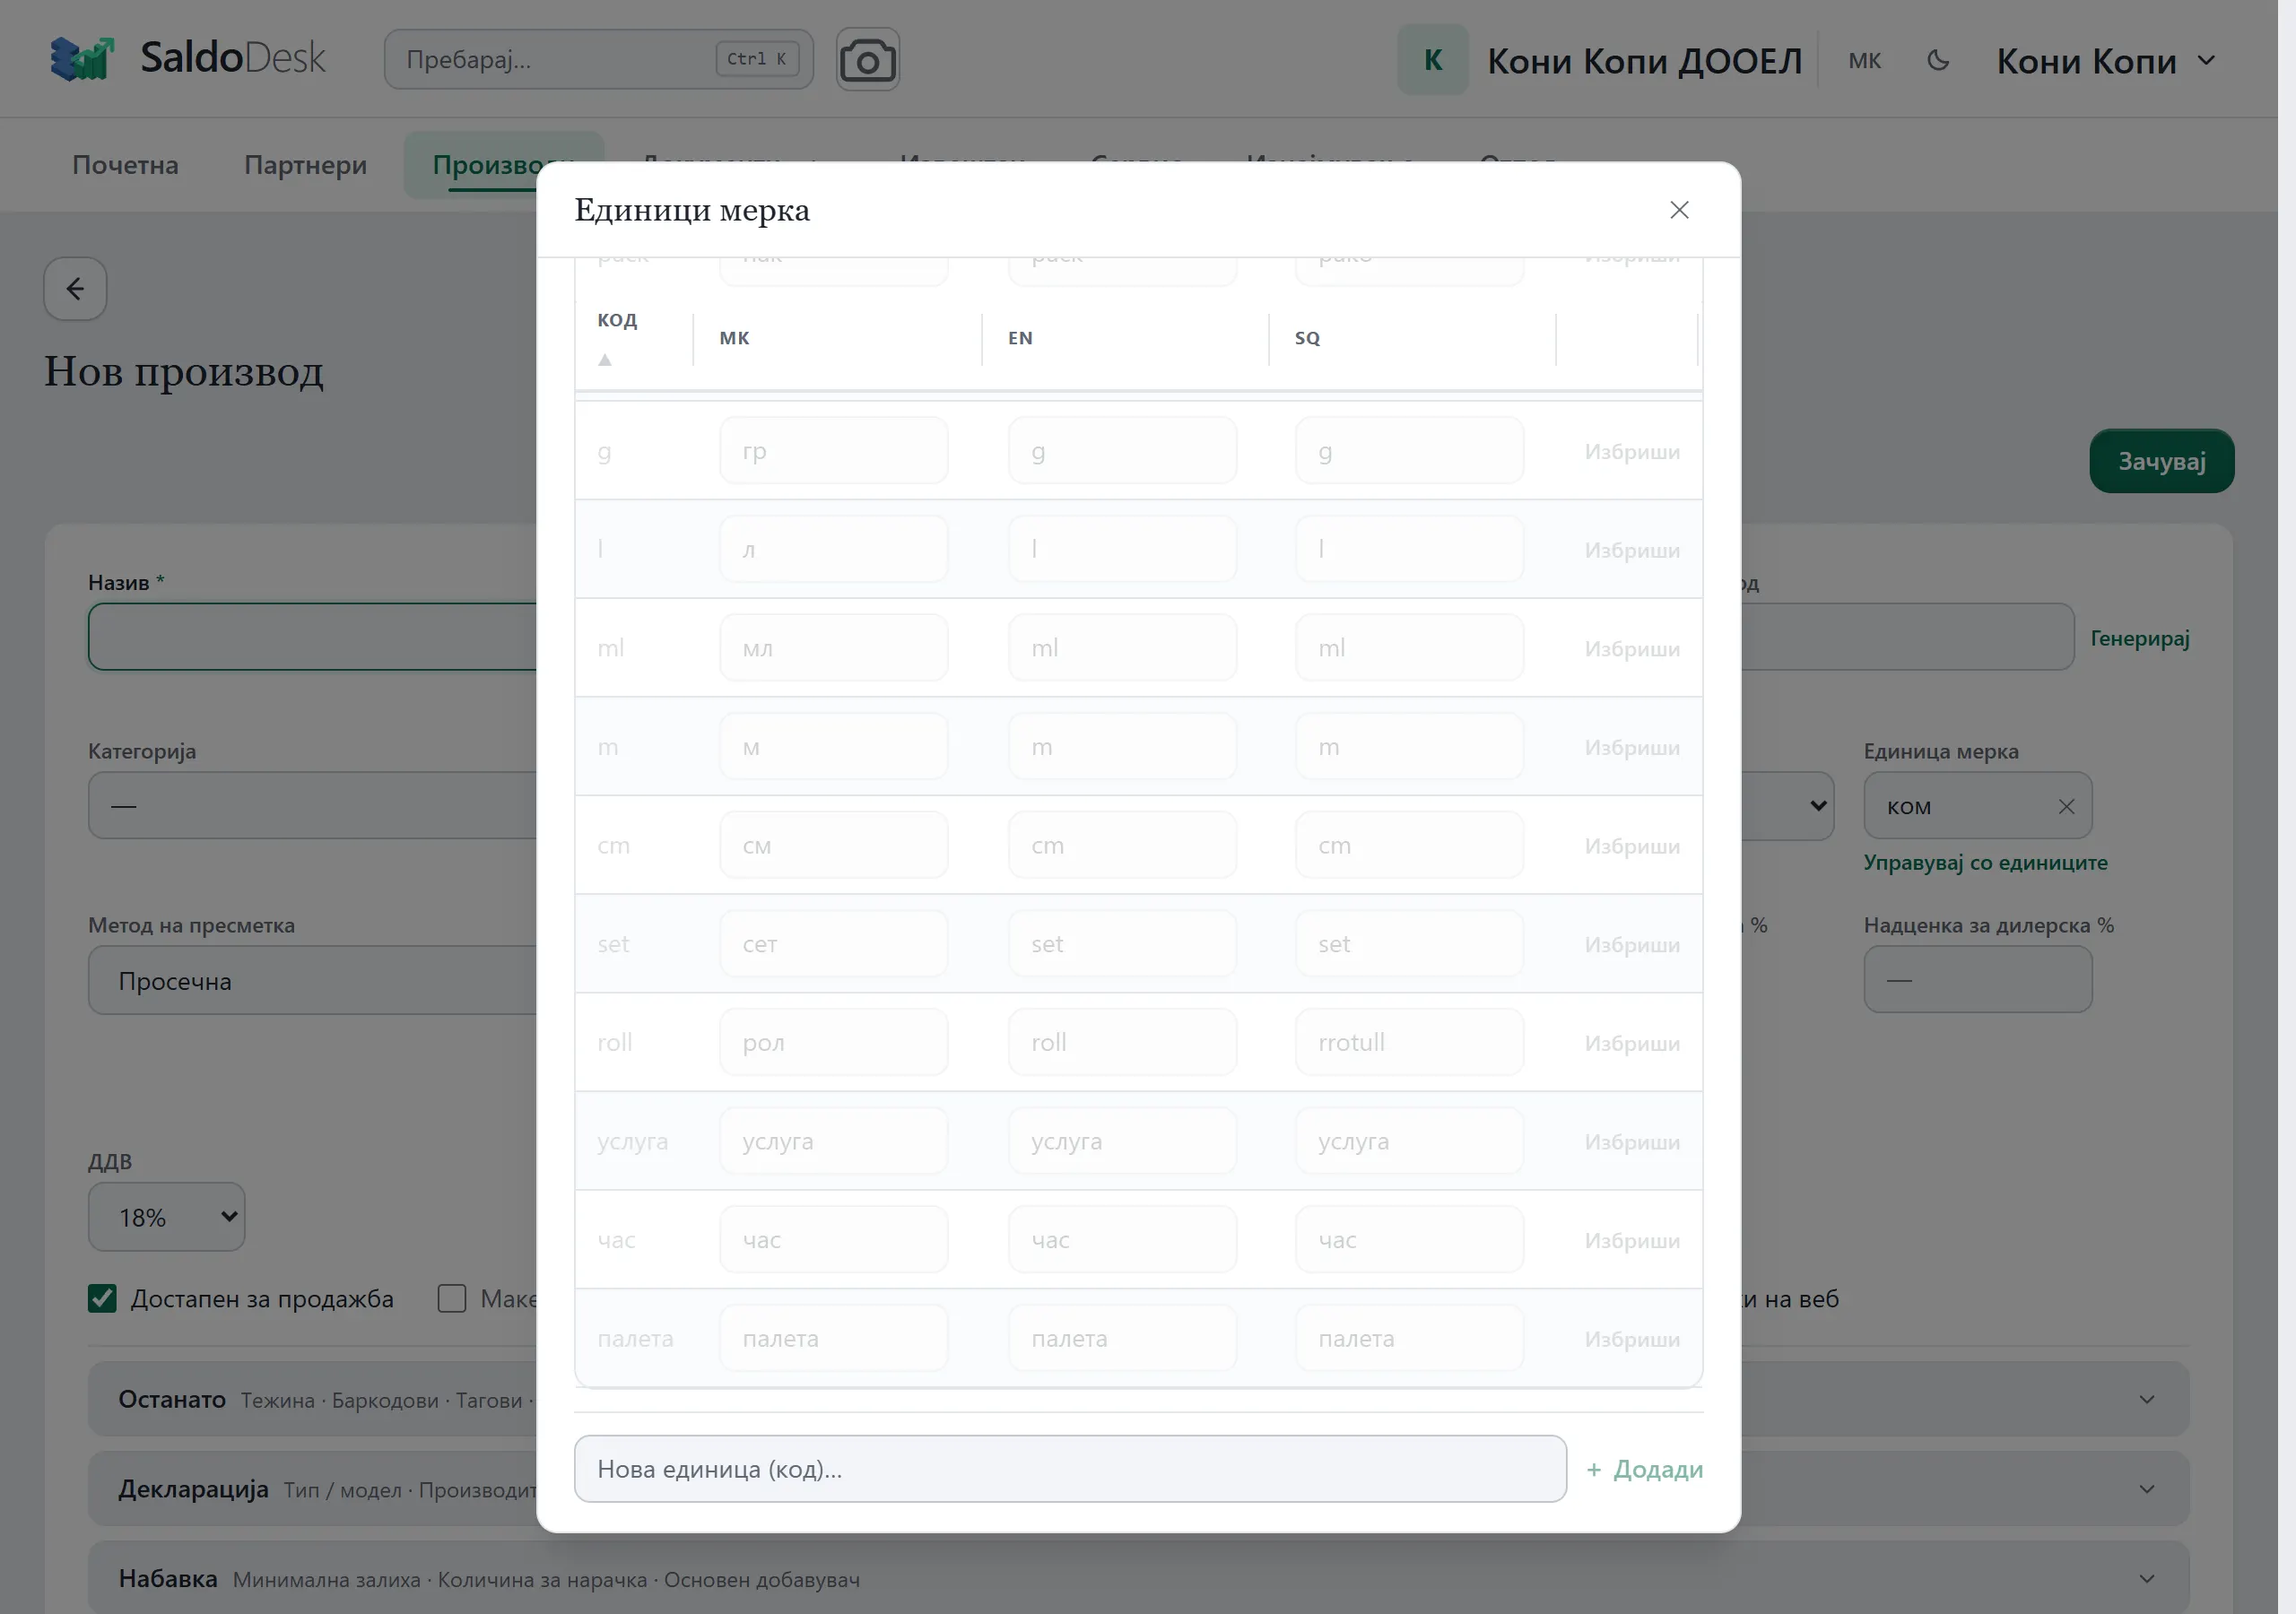 SaldoDesk
Пребарај... Ctrl K
К Кони Копи ДООЕЛ МК Кони Копи
Почетна Партнери
Единици мерка
КОД МК EN SQ
g гр g g Избриши
l л l l Избриши
ml мл ml ml Избриши
m м m m Избриши
cm см cm cm Избриши
set сет set set Избриши
roll рол roll rrotull Избриши
услуга услуга услуга услуга Избриши
час час час час Избриши
палета палета палета палета Избриши
Нова единица (код)...
+ Додади
Нов производ
Зачувај
Назив *
Генерирај
Категорија
—
Единица мерка
ком
Управувај со единиците
Метод на пресметка
Просечна
%
Надценка за дилерска %
—
ДДВ
18%
Достапен за продажба
на веб
Останато Тежина · Баркодови · Тагови ·
Декларација Тип / модел ·
Набавка Минимална залиха · Количина за нарачка · Основен добавувач